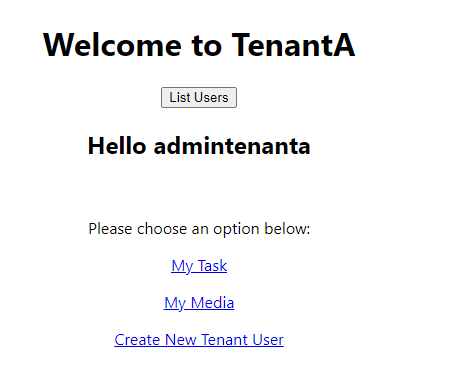 Welcome to TenantA
List Users
Hello admintenanta
Please choose an option below:
My Task
My Media
Create New Tenant User